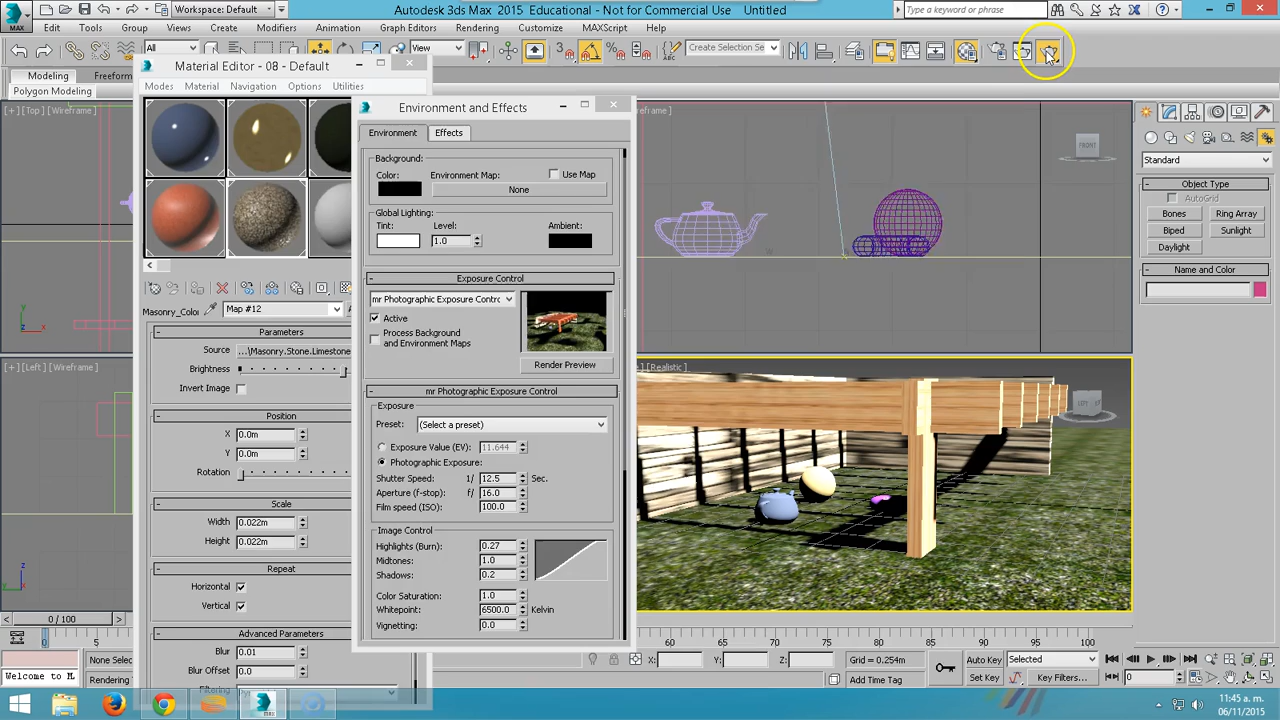 Workspace: Default
Autodesk 3ds Max 2015   Educational - Not for Commercial Use   Untitled
Type a keyword or phrase
MAX
Edit Tools Group Views Create Modifiers Animation Graph Editors Rendering Customize MAXScript Help
All
View
Create Selection Se
Modeling Freeform
Polygon Modeling
Material Editor - 08 - Default
Modes Material Navigation Options Utilities
Masonry_Color Map #12
Parameters
Source ...\Masonry.Stone.Limestone
Brightness
Invert Image
Position
X 0.0m
Y 0.0m
Rotation
Scale
Width 0.022m
Height 0.022m
Repeat
Horizontal
Vertical
Advanced Parameters
Blur 0.01
Blur Offset 0.0
Filtering
Environment and Effects
Environment Effects
Background:
Color: Environment Map: Use Map
None
Global Lighting:
Tint: Level: Ambient:
1.0
Exposure Control
mr Photographic Exposure Contrc
Active
Process Background
and Environment Maps
Render Preview
mr Photographic Exposure Control
Exposure
Preset: (Select a preset)
Exposure Value (EV): 11.644
Photographic Exposure:
Shutter Speed: 1/ 12.5 Sec.
Aperture (f-stop): f/ 16.0
Film speed (ISO): 100.0
Image Control
Highlights (Burn): 0.27
Midtones: 1.0
Shadows: 0.2
Color Saturation: 1.0
Whitepoint: 6500.0 Kelvin
Vignetting: 0.0
[+] [Top] [Wireframe]
[+] [Left] [Wireframe]
Wireframe]
FRONT
[Realistic]
Standard
Object Type
AutoGrid
Bones Ring Array
Biped Sunlight
Daylight
Name and Color
0 / 100
0 5 60 65 70 75 80 85 90 95 100
None Selec
Welcome to M
Rendering
X: Y: Z: Grid = 0.254m
Add Time Tag
Auto Key Selected
Set Key Key Filters...
0
11:45 a. m.
06/11/2015